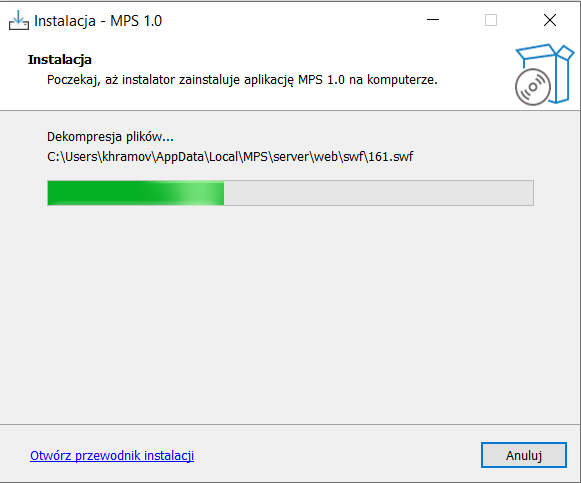 Instalacja - MPS 1.0
Instalacja
Poczekaj, aż instalator zainstaluje aplikację MPS 1.0 na komputerze.
Dekompresja plików...
C:\Users\khramov\AppData\Local\MPS\server\web\swf\161.swf
Otwórz przewodnik instalacji
Anuluj